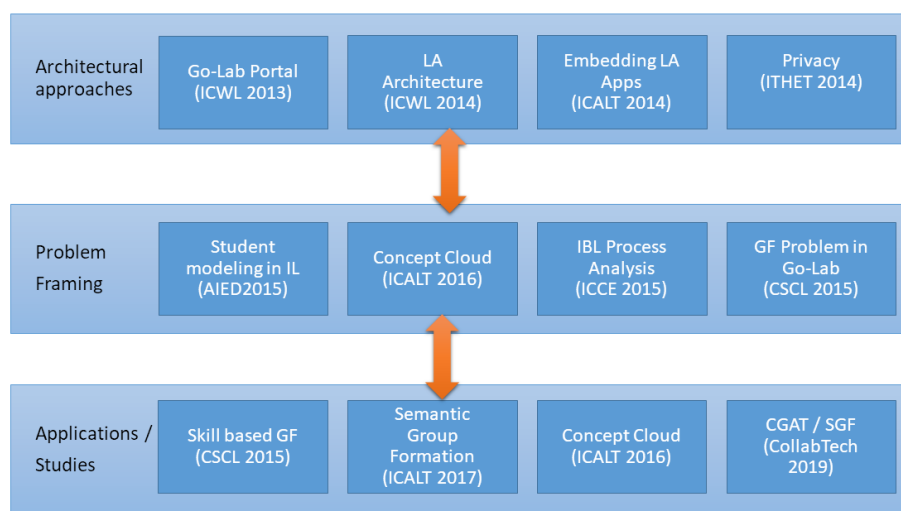 Architectural
approaches
Go-Lab Portal
(ICWL 2013)
LA
Architecture
(ICWL 2014)
Embedding LA
Apps
(ICALT 2014)
Privacy
(ITHET 2014)
Problem
Framing
Student
modeling in IL
(AIED2015)
Concept Cloud
(ICALT 2016)
IBL Process
Analysis
(ICCE 2015)
GF Problem in
Go-Lab
(CSCL 2015)
Applications /
Studies
Skill based GF
(CSCL 2015)
Semantic
Group
Formation
(ICALT 2017)
Concept Cloud
(ICALT 2016)
CGAT / SGF
(CollabTech
2019)